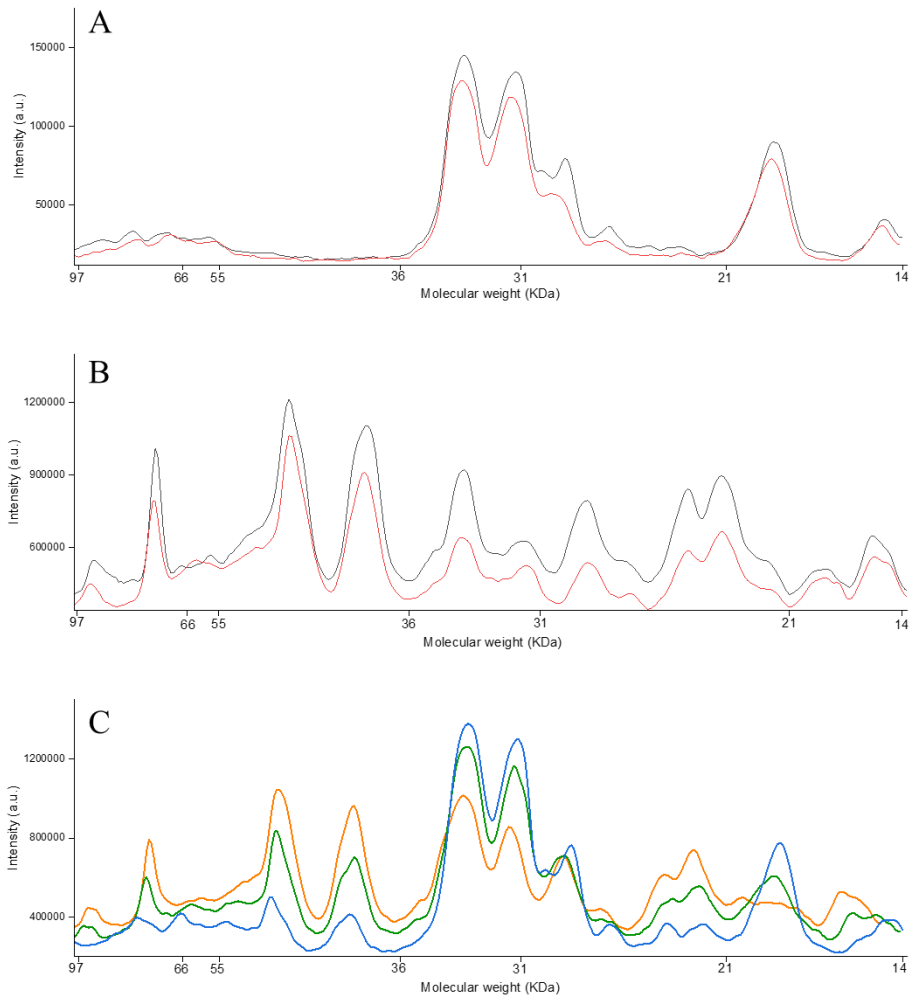 A
150000
100000
50000
Intensity (a.u.)
97 66 55 36 31 21 14
Molecular weight (KDa)
B
1200000
900000
600000
Intensity (a.u.)
97 66 55 36 31 21 14
Molecular weight (KDa)
C
1200000
800000
400000
Intensity (a.u.)
97 66 55 36 31 21 14
Molecular weight (KDa)